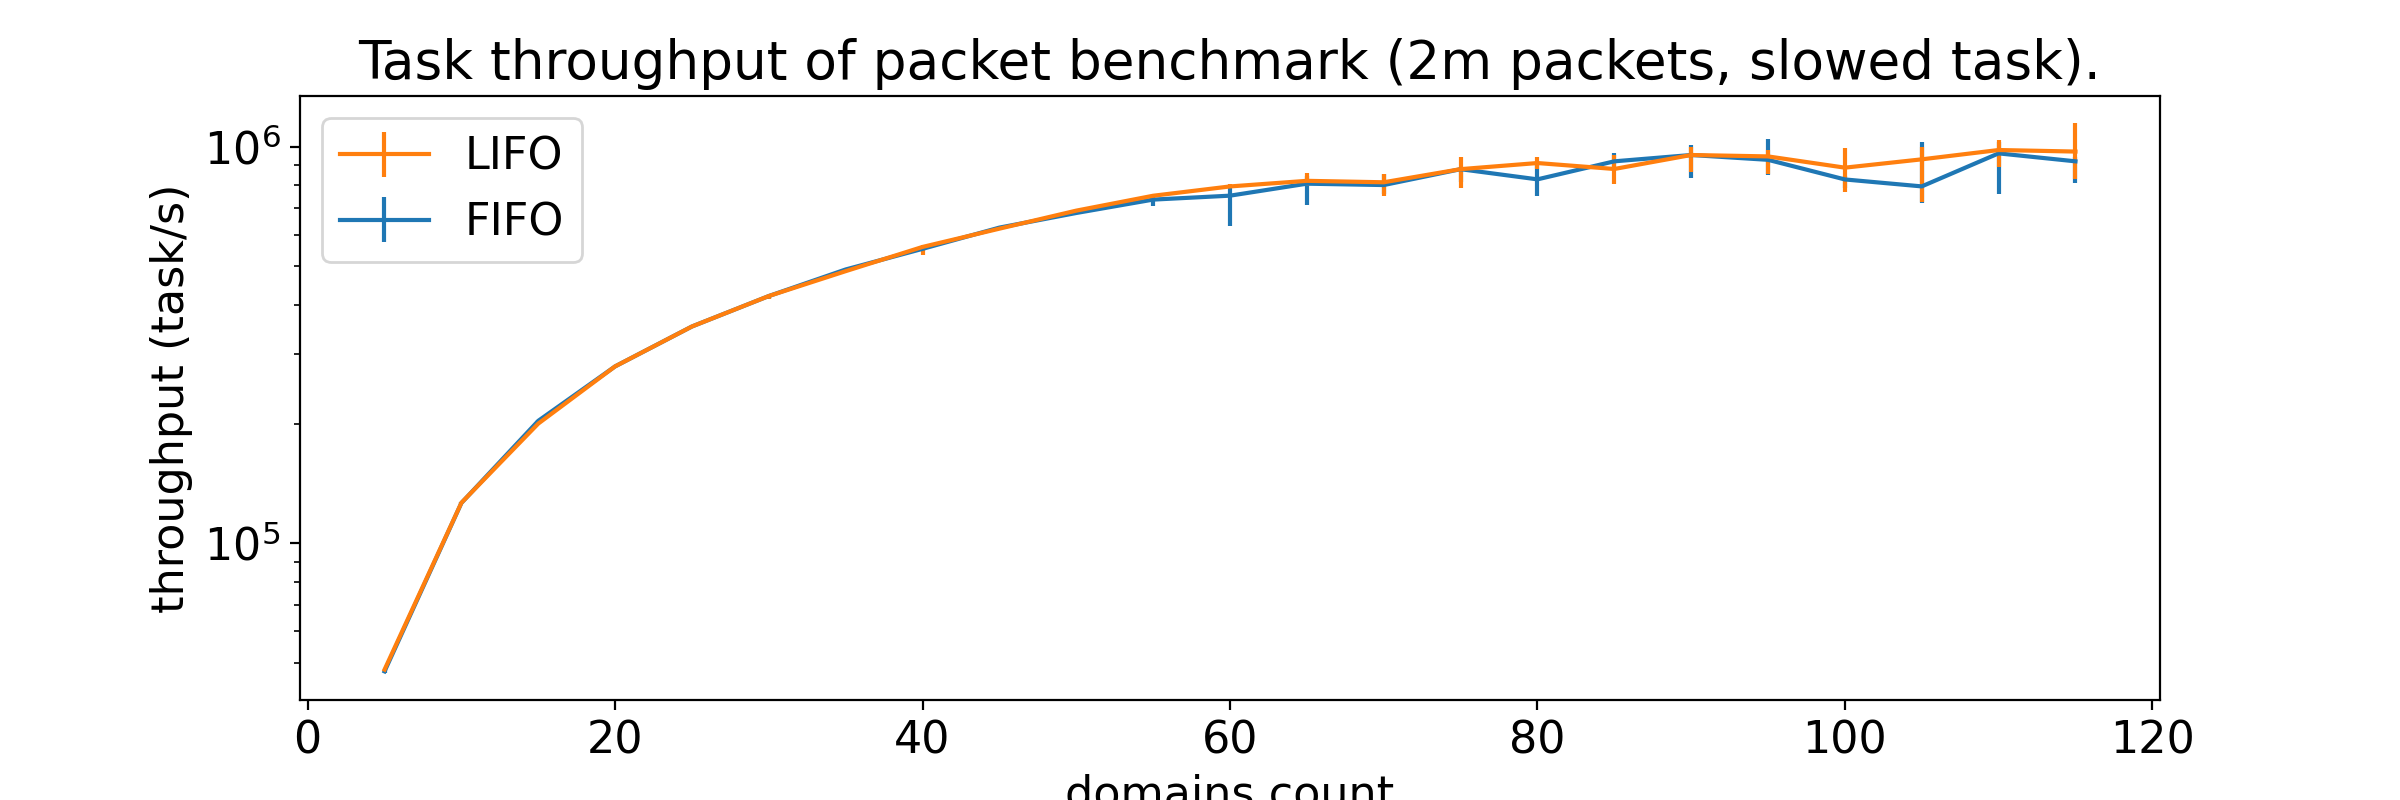 Task throughput of packet benchmark (2m packets, slowed task).
LIFO
FIFO
throughput (task/s)
10⁶
10⁵
0 20 40 60 80 100 120
domains count